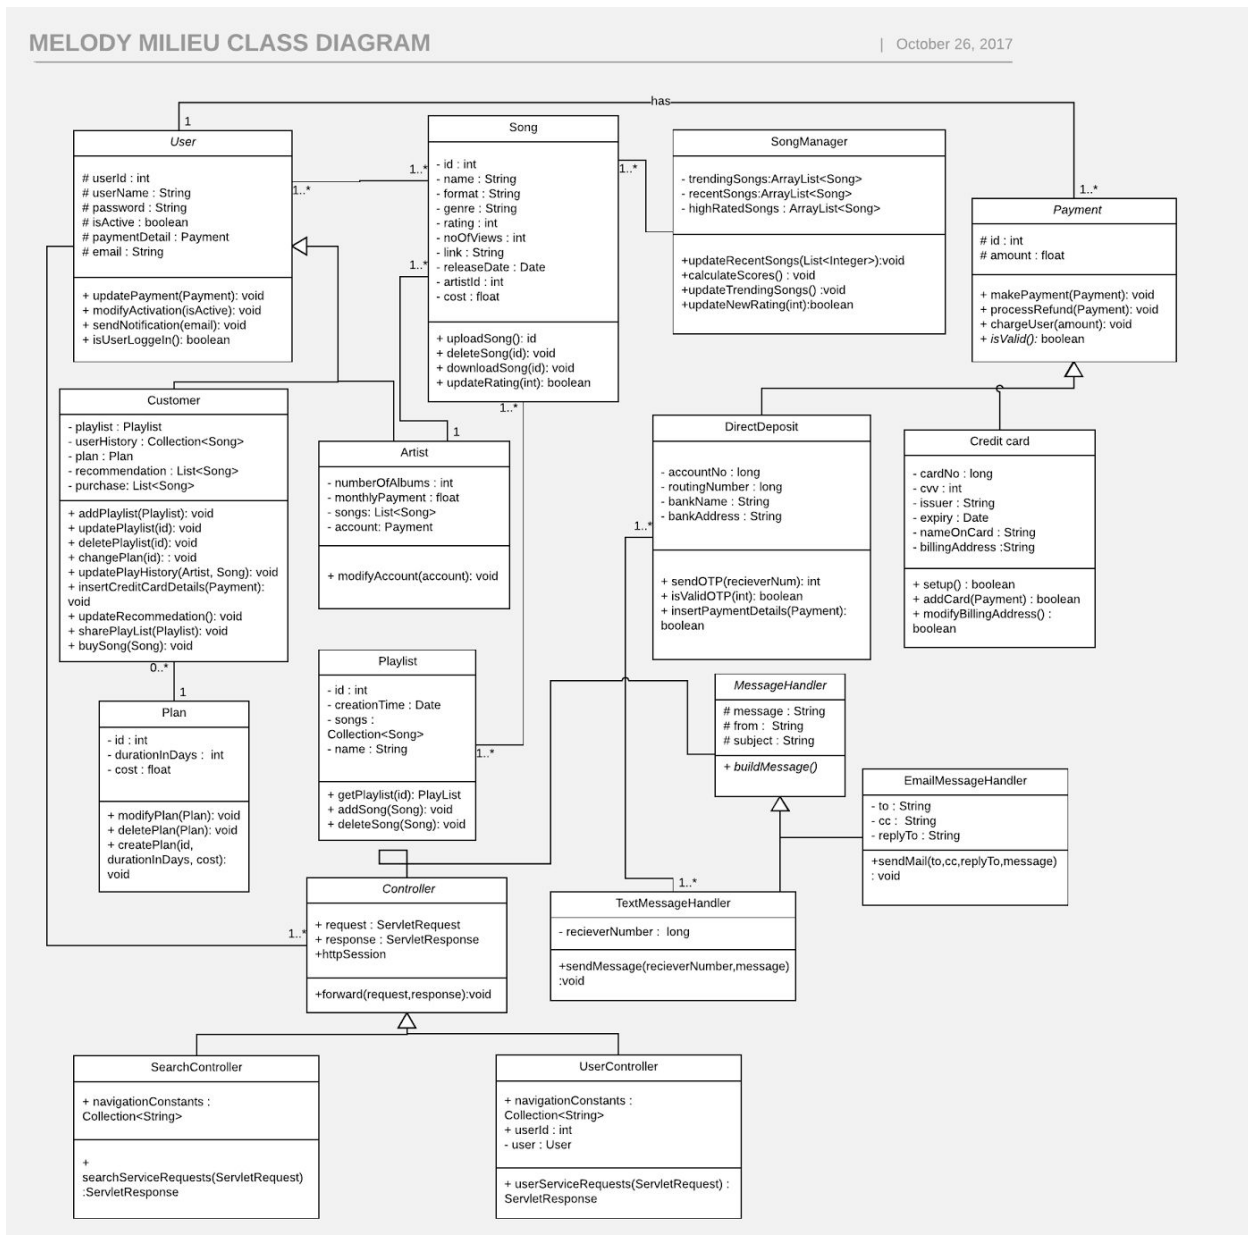 MELODY MILIEU CLASS DIAGRAM
| October 26, 2017
has
1
1..*
User
# userId : int
# userName : String
# password : String
# isActive : boolean
# paymentDetail : Payment
# email : String
+ updatePayment(Payment): void
+ modifyActivation(isActive): void
+ sendNotification(email): void
+ isUserLoggeIn(): boolean
1..*
1..*
Song
- id : int
- name : String
- format : String
- genre : String
- rating : int
- noOfViews : int
- link : String
- releaseDate : Date
- artistId : int
- cost : float
+ uploadSong(): id
+ deleteSong(id): void
+ downloadSong(id): void
+ updateRating(int): boolean
1..*
1..*
1..*
SongManager
- trendingSongs:ArrayList<Song>
- recentSongs:ArrayList<Song>
- highRatedSongs : ArrayList<Song>
+updateRecentSongs(List<Integer>):void
+calculateScores() : void
+updateTrendingSongs() :void
+updateNewRating(int):boolean
Payment
# id : int
# amount : float
+ makePayment(Payment): void
+ processRefund(Payment): void
+ chargeUser(amount): void
+ isValid(): boolean
Customer
- playlist : Playlist
- userHistory : Collection<Song>
- plan : Plan
- recommendation : List<Song>
- purchase: List<Song>
+ addPlaylist(Playlist): void
+ updatePlaylist(id): void
+ deletePlaylist(id): void
+ changePlan(id): : void
+ updatePlayHistory(Artist, Song): void
+ insertCreditCardDetails(Payment):
void
+ updateRecommedation(): void
+ sharePlayList(Playlist): void
+ buySong(Song): void
0..*
1
1
Artist
- numberOfAlbums : int
- monthlyPayment : float
- songs: List<Song>
- account: Payment
+ modifyAccount(account): void
DirectDeposit
- accountNo : long
- routingNumber : long
- bankName : String
- bankAddress : String
+ sendOTP(recieverNum): int
+ isValidOTP(int): boolean
+ insertPaymentDetails(Payment):
boolean
1..*
Credit card
- cardNo : long
- cvv : int
- issuer : String
- expiry : Date
- nameOnCard : String
- billingAddress :String
+ setup() : boolean
+ addCard(Payment) : boolean
+ modifyBillingAddress() :
boolean
Plan
- id : int
- durationInDays : int
- cost : float
+ modifyPlan(Plan): void
+ deletePlan(Plan): void
+ createPlan(id,
durationInDays, cost):
void
Playlist
- id : int
- creationTime : Date
- songs :
Collection<Song>
- name : String
+ getPlaylist(id): PlayList
+ addSong(Song): void
+ deleteSong(Song): void
1..*
MessageHandler
# message : String
# from : String
# subject : String
+ buildMessage()
EmailMessageHandler
- to : String
- cc : String
- replyTo : String
+sendMail(to,cc,replyTo,message)
: void
1..*
TextMessageHandler
- recieverNumber : long
+sendMessage(recieverNumber,message)
:void
1..*
Controller
+ request : ServletRequest
+ response : ServletResponse
+httpSession
+forward(request,response):void
SearchController
+ navigationConstants :
Collection<String>
+
searchServiceRequests(ServletRequest)
:ServletResponse
UserController
+ navigationConstants :
Collection<String>
+ userId : int
- user : User
+ userServiceRequests(ServletRequest) :
ServletResponse